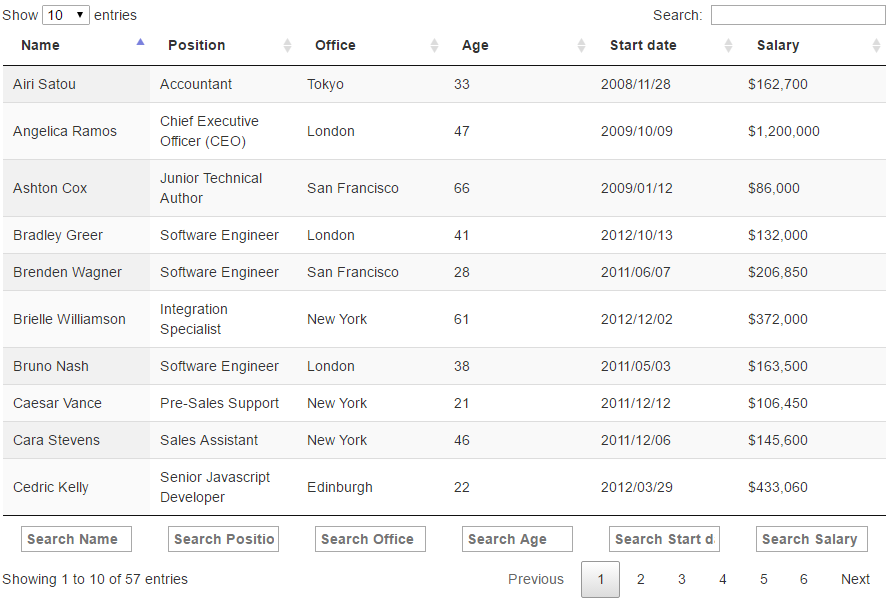 Show 10 entries Search:
Name Position Office Age Start date Salary
Airi Satou Accountant Tokyo 33 2008/11/28 $162,700
Angelica Ramos Chief Executive Officer (CEO) London 47 2009/10/09 $1,200,000
Ashton Cox Junior Technical Author San Francisco 66 2009/01/12 $86,000
Bradley Greer Software Engineer London 41 2012/10/13 $132,000
Brenden Wagner Software Engineer San Francisco 28 2011/06/07 $206,850
Brielle Williamson Integration Specialist New York 61 2012/12/02 $372,000
Bruno Nash Software Engineer London 38 2011/05/03 $163,500
Caesar Vance Pre-Sales Support New York 21 2011/12/12 $106,450
Cara Stevens Sales Assistant New York 46 2011/12/06 $145,600
Cedric Kelly Senior Javascript Developer Edinburgh 22 2012/03/29 $433,060
Search Name Search Positio Search Office Search Age Search Start d Search Salary
Showing 1 to 10 of 57 entries Previous 1 2 3 4 5 6 Next